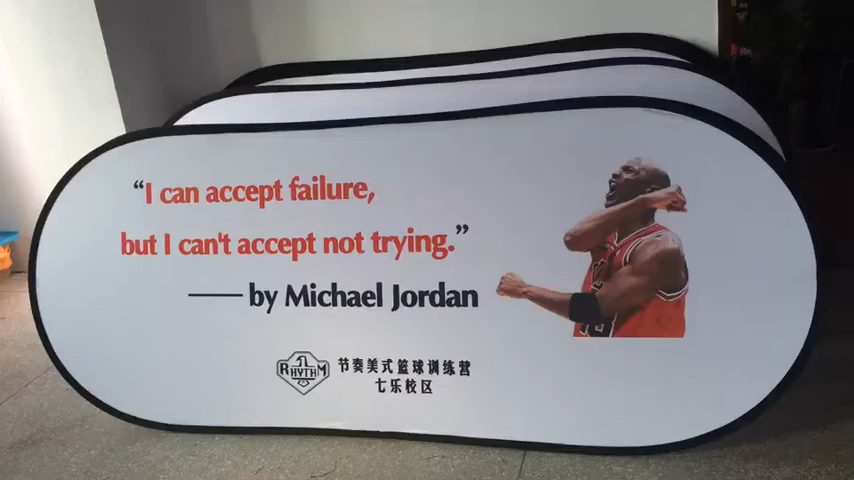 “I can accept failure,
but I can't accept not trying.”
——by Michael Jordan
RHYTHM
节奏美式篮球训练营
七乐校区